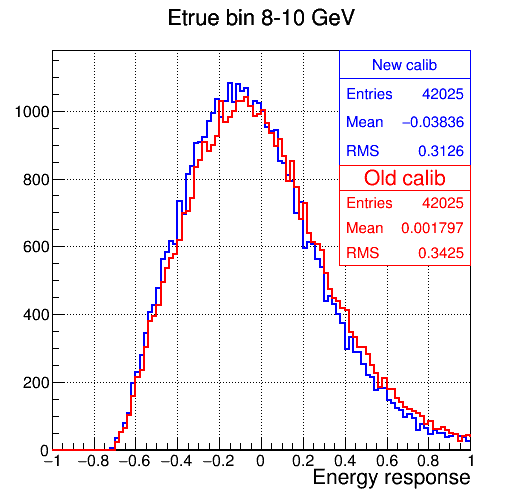 Etrue bin 8-10 GeV
New calib
Entries 42025
Mean −0.03836
RMS 0.3126
Old calib
Entries 42025
Mean 0.001797
RMS 0.3425
1000
800
600
400
200
0
−1 −0.8 −0.6 −0.4 −0.2 0 0.2 0.4 0.6 0.8 1
Energy response